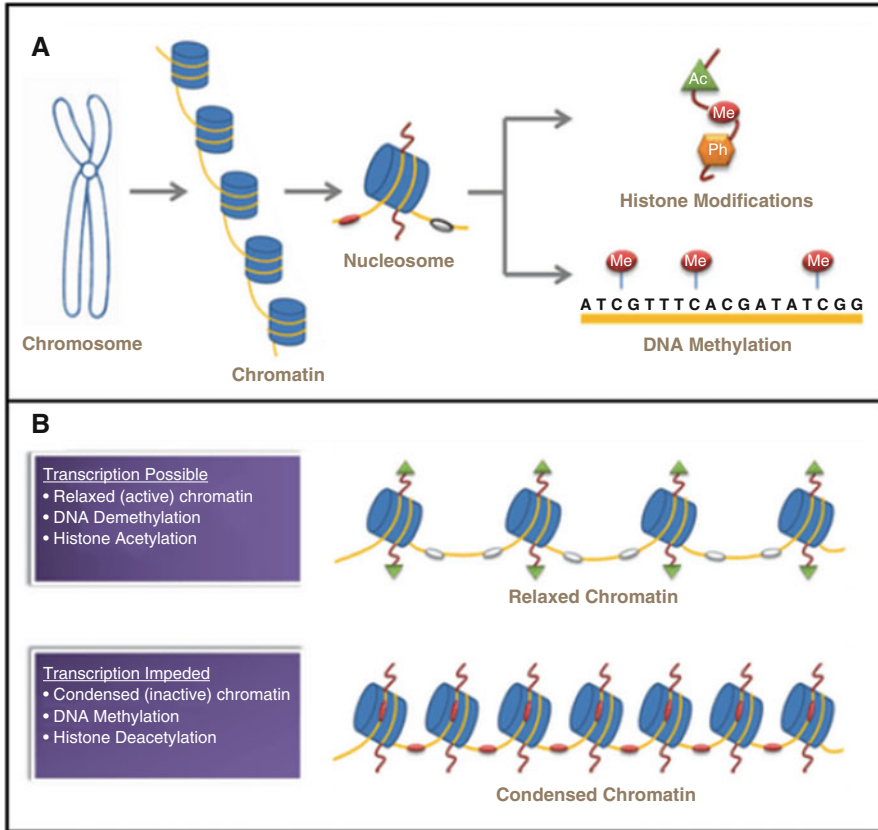 A
Ac
Me
Ph
Histone Modifications
Nucleosome
Me Me Me
A T C G T T T C A C G A T A T C G G
DNA Methylation
Chromosome
Chromatin
B
Transcription Possible
• Relaxed (active) chromatin
• DNA Demethylation
• Histone Acetylation
Relaxed Chromatin
Transcription Impeded
• Condensed (inactive) chromatin
• DNA Methylation
• Histone Deacetylation
Condensed Chromatin